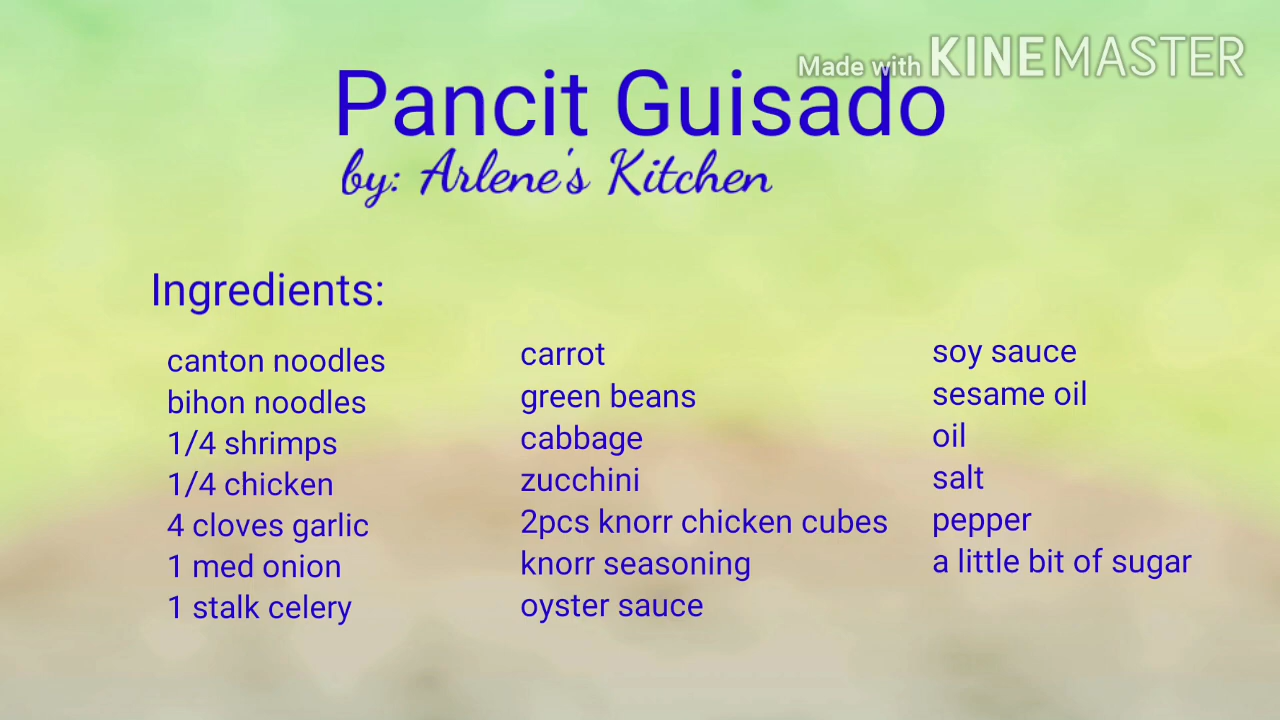 Made with KINEMASTER
Pancit Guisado
by: Arlene's Kitchen
Ingredients:
canton noodles
bihon noodles
1/4 shrimps
1/4 chicken
4 cloves garlic
1 med onion
1 stalk celery
carrot
green beans
cabbage
zucchini
2pcs knorr chicken cubes
knorr seasoning
oyster sauce
soy sauce
sesame oil
oil
salt
pepper
a little bit of sugar